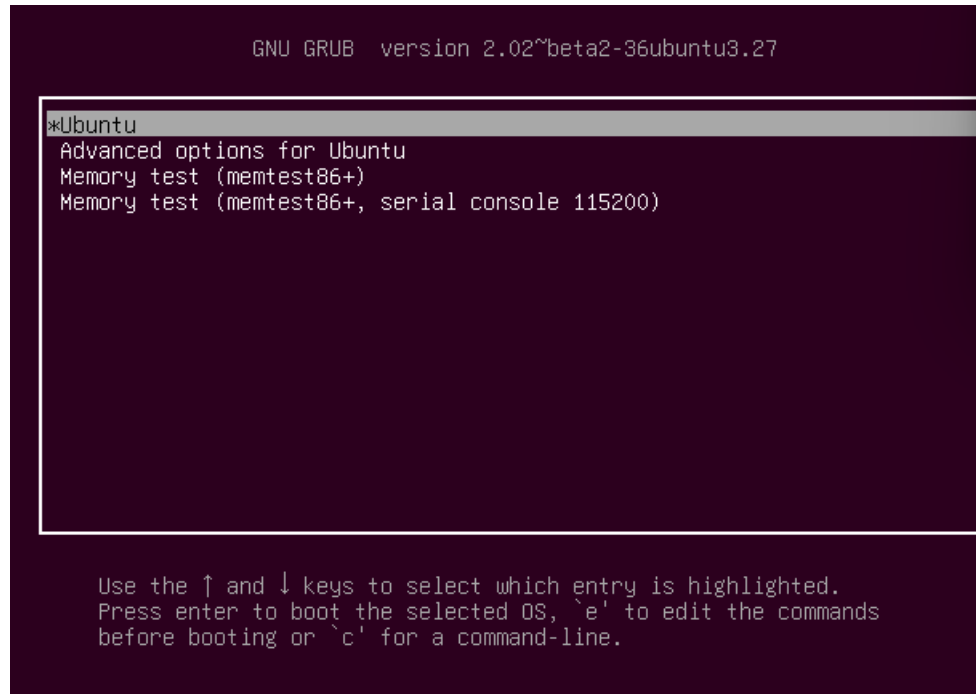 GNU GRUB  version 2.02~beta2-36ubuntu3.27
*Ubuntu
Advanced options for Ubuntu
Memory test (memtest86+)
Memory test (memtest86+, serial console 115200)
Use the ↑ and ↓ keys to select which entry is highlighted.
Press enter to boot the selected OS, `e' to edit the commands
before booting or `c' for a command-line.